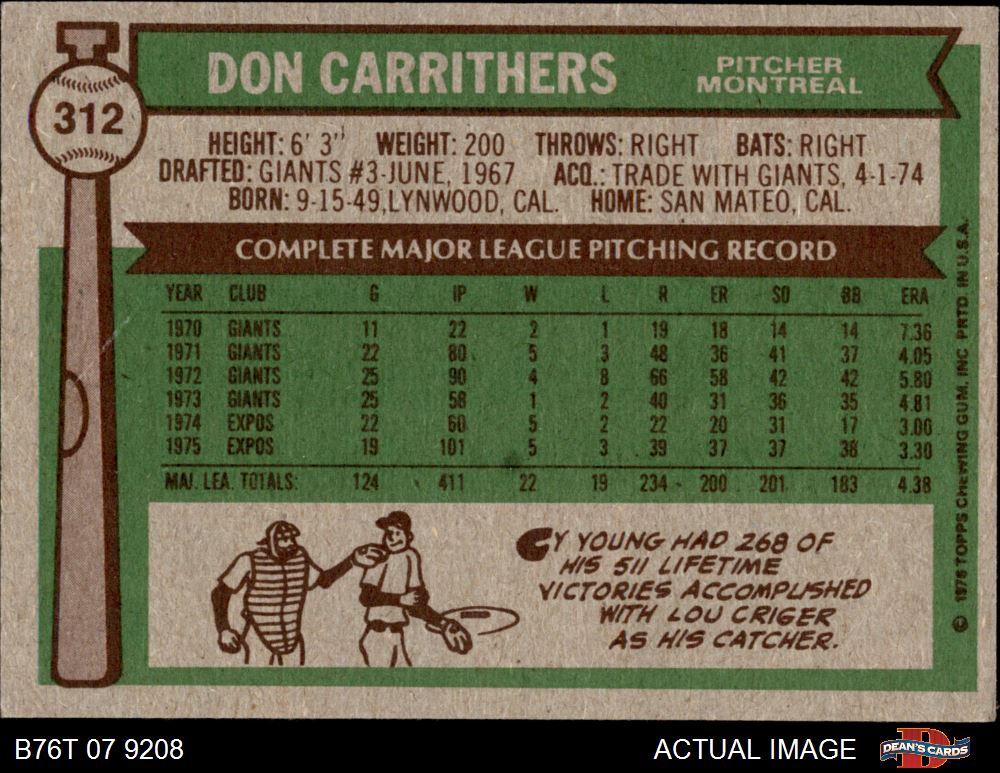 312
DON CARRITHERS
PITCHER
MONTREAL
HEIGHT: 6' 3" WEIGHT: 200 THROWS: RIGHT BATS: RIGHT
DRAFTED: GIANTS #3-JUNE, 1967 ACQ.: TRADE WITH GIANTS, 4-1-74
BORN: 9-15-49, LYNWOOD, CAL. HOME: SAN MATEO, CAL.
COMPLETE MAJOR LEAGUE PITCHING RECORD
YEAR CLUB G IP W L R ER SO BB ERA
1970 GIANTS 11 22 2 1 19 18 14 14 7.36
1971 GIANTS 22 80 5 3 48 36 41 37 4.05
1972 GIANTS 25 90 4 8 66 58 42 42 5.80
1973 GIANTS 25 58 1 2 40 31 36 35 4.81
1974 EXPOS 22 60 5 2 22 20 31 17 3.00
1975 EXPOS 19 101 5 3 39 37 37 38 3.30
MAJ. LEA. TOTALS: 124 411 22 19 234 200 201 183 4.38
CY YOUNG HAD 268 OF
HIS 511 LIFETIME
VICTORIES ACCOMPLISHED
WITH LOU CRIGER
AS HIS CATCHER.
© 1976 TOPPS CHEWING GUM, INC PRTD. IN U.S.A.
B76T 07 9208
ACTUAL IMAGE
DEAN'S CARDS